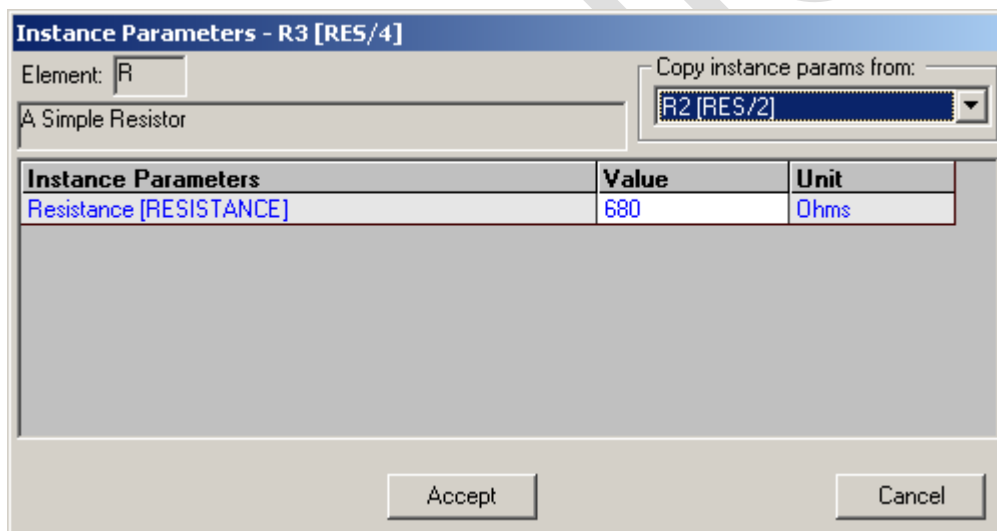 Instance Parameters - R3 [RES/4]
Element: R
Copy instance params from:
A Simple Resistor
R2 [RES/2]
Instance Parameters Value Unit
Resistance [RESISTANCE] 680 Ohms
Accept Cancel